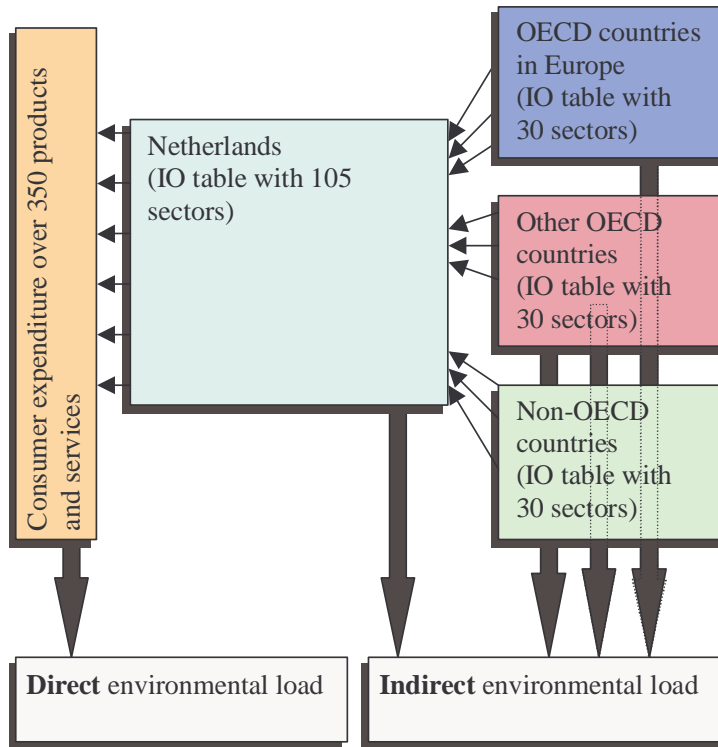 Consumer expenditure over 350 products
and services
Netherlands
(IO table with 105
sectors)
OECD countries
in Europe
(IO table with
30 sectors)
Other OECD
countries
(IO table with
30 sectors)
Non-OECD
countries
(IO table with
30 sectors)
Direct environmental load
Indirect environmental load